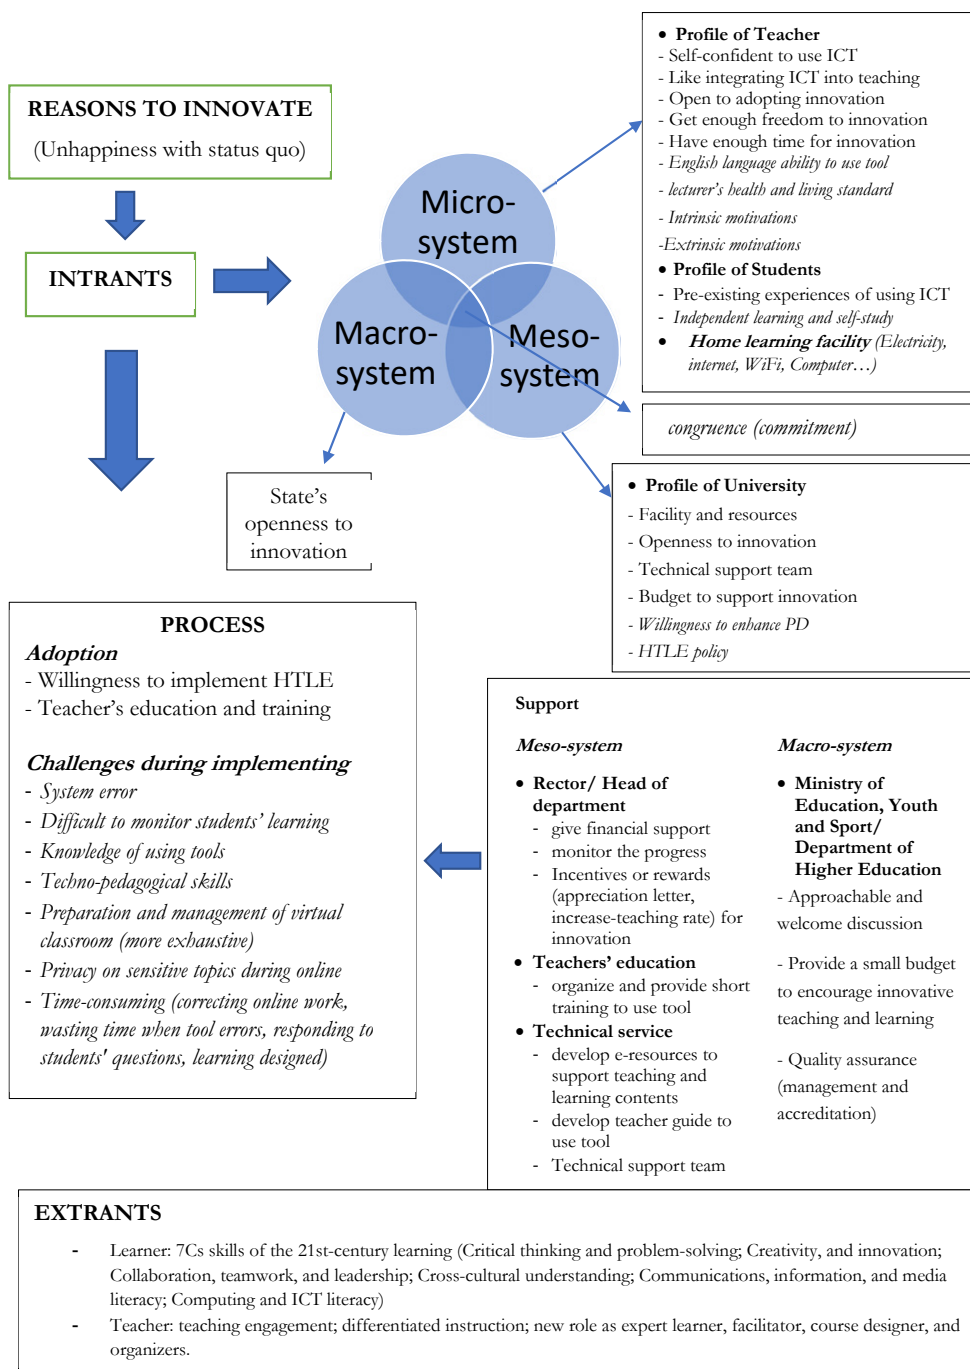 REASONS TO INNOVATE
(Unhappiness with status quo)
INTRANTS
Micro-
system
Macro-
system
Meso-
system
• Profile of Teacher
- Self-confident to use ICT
- Like integrating ICT into teaching
- Open to adopting innovation
- Get enough freedom to innovation
- Have enough time for innovation
- English language ability to use tool
- lecturer's health and living standard
- Intrinsic motivations
-Extrinsic motivations
• Profile of Students
- Pre-existing experiences of using ICT
- Independent learning and self-study
• Home learning facility (Electricity,
internet, WiFi, Computer…)
congruence (commitment)
State's
openness to
innovation
• Profile of University
- Facility and resources
- Openness to innovation
- Technical support team
- Budget to support innovation
- Willingness to enhance PD
- HTLE policy
PROCESS
Adoption
- Willingness to implement HTLE
- Teacher's education and training
Challenges during implementing
- System error
- Difficult to monitor students' learning
- Knowledge of using tools
- Techno-pedagogical skills
- Preparation and management of virtual
classroom (more exhaustive)
- Privacy on sensitive topics during online
- Time-consuming (correcting online work,
wasting time when tool errors, responding to
students' questions, learning designed)
Support
Meso-system
• Rector/ Head of
department
- give financial support
- monitor the progress
- Incentives or rewards
(appreciation letter,
increase-teaching rate) for
innovation
• Teachers' education
- organize and provide short
training to use tool
• Technical service
- develop e-resources to
support teaching and
learning contents
- develop teacher guide to
use tool
- Technical support team
Macro-system
• Ministry of
Education, Youth
and Sport/
Department of
Higher Education
- Approachable and
welcome discussion
- Provide a small budget
to encourage innovative
teaching and learning
- Quality assurance
(management and
accreditation)
EXTRANTS
- Learner: 7Cs skills of the 21st-century learning (Critical thinking and problem-solving; Creativity, and innovation;
Collaboration, teamwork, and leadership; Cross-cultural understanding; Communications, information, and media
literacy; Computing and ICT literacy)
- Teacher: teaching engagement; differentiated instruction; new role as expert learner, facilitator, course designer, and
organizers.